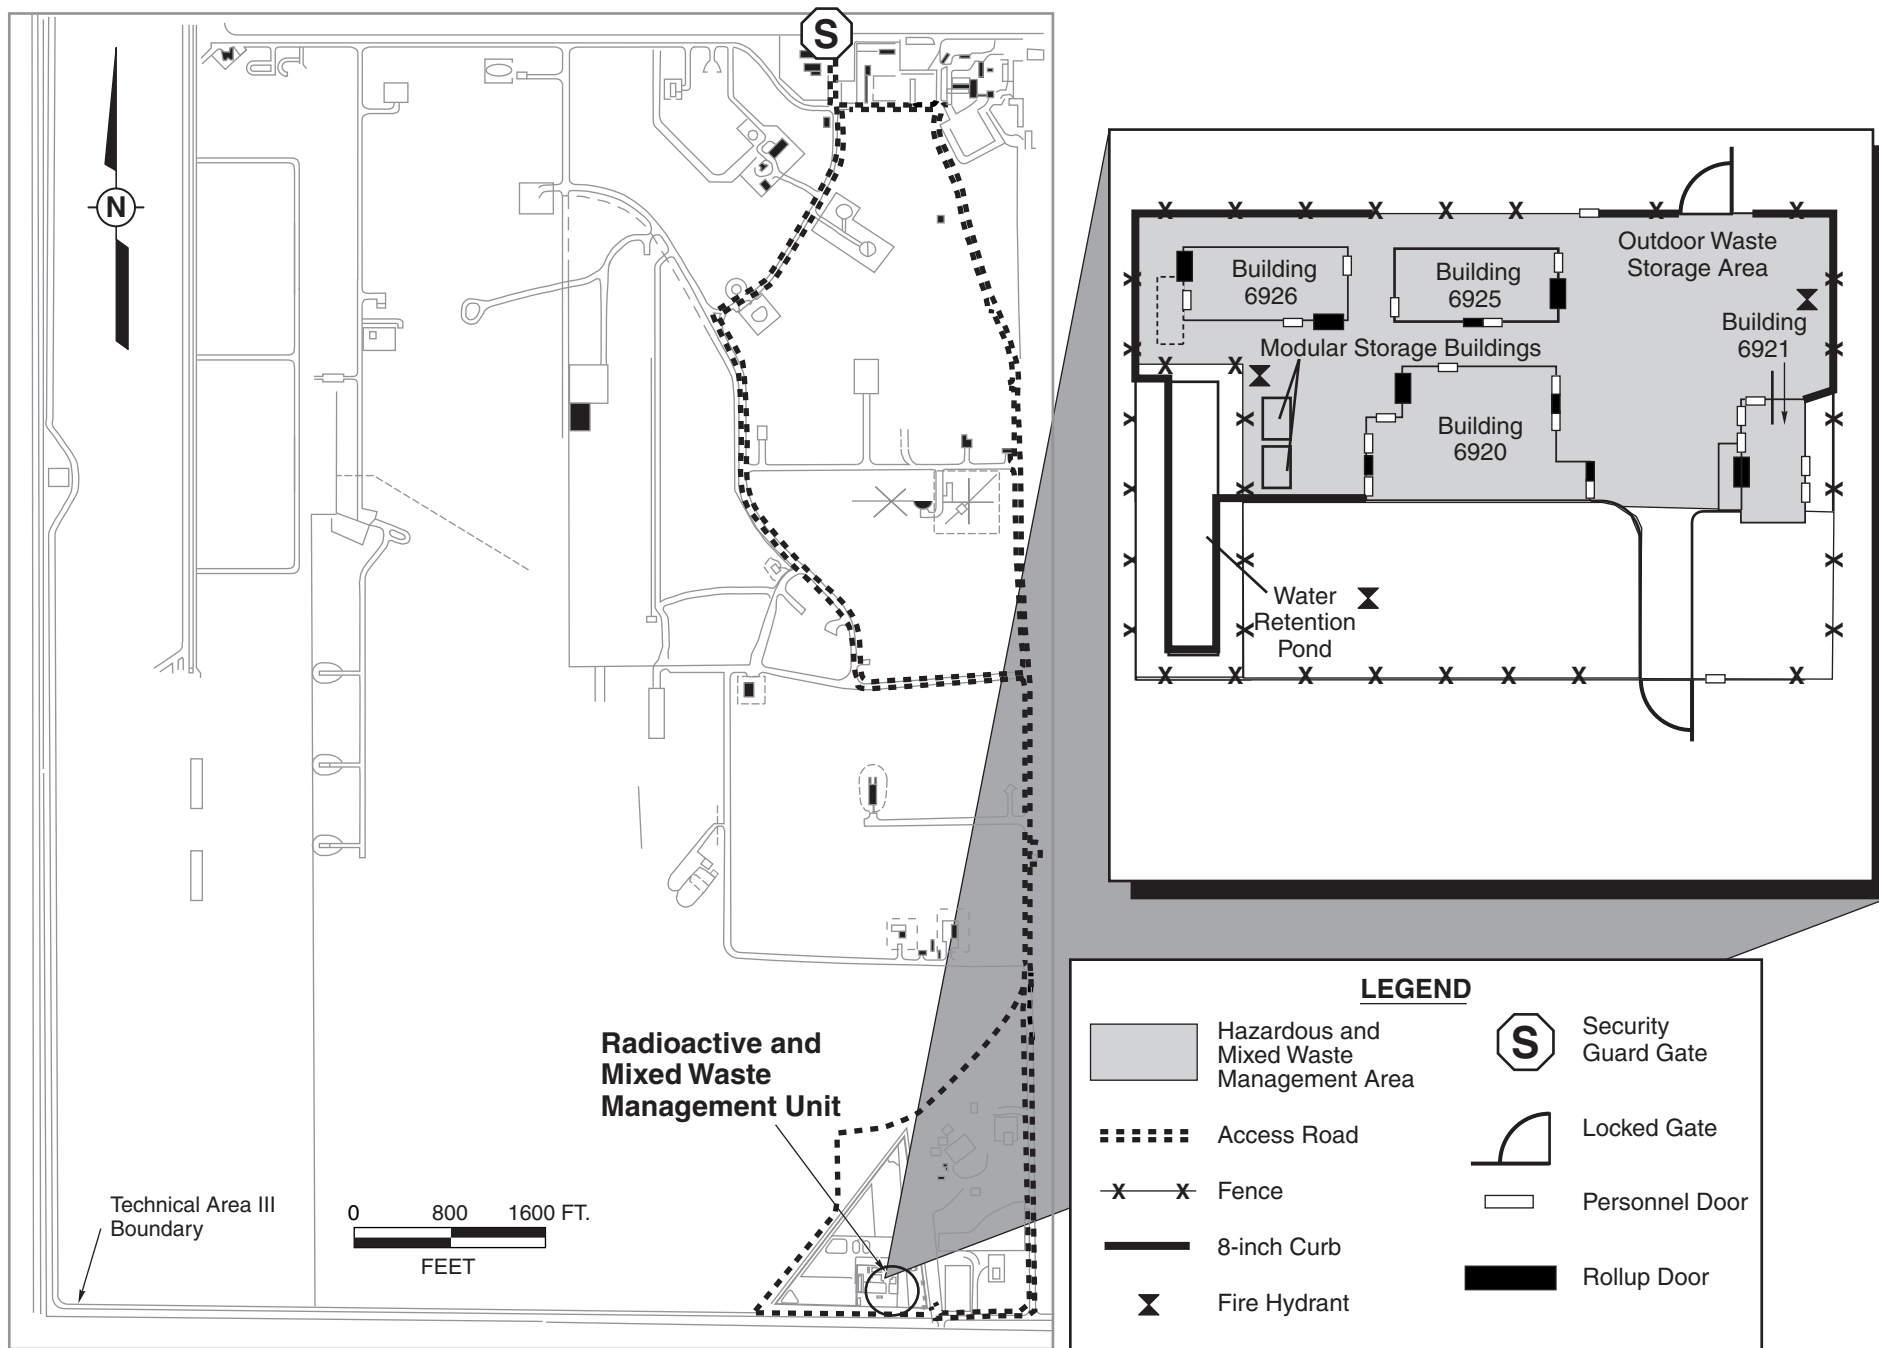 S
N
Outdoor Waste
Storage Area
Building
6926
Building
6925
Building
6921
Modular Storage Buildings
Building
6920
Water
Retention
Pond
X X X X X X X X
X X X X X X X X X
Radioactive and
Mixed Waste
Management Unit
Technical Area III
Boundary
0 800 1600 FT.
FEET
LEGEND
Hazardous and
Mixed Waste
Management Area
Access Road
X X Fence
8-inch Curb
Fire Hydrant
S Security
Guard Gate
Locked Gate
Personnel Door
Rollup Door